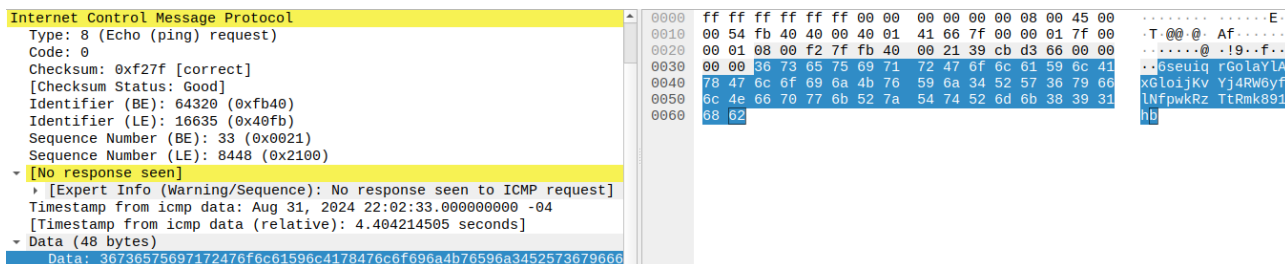 Internet Control Message Protocol
Type: 8 (Echo (ping) request)
Code: 0
Checksum: 0xf27f [correct]
[Checksum Status: Good]
Identifier (BE): 64320 (0xfb40)
Identifier (LE): 16635 (0x40fb)
Sequence Number (BE): 33 (0x0021)
Sequence Number (LE): 8448 (0x2100)
[No response seen]
[Expert Info (Warning/Sequence): No response seen to ICMP request]
Timestamp from icmp data: Aug 31, 2024 22:02:33.000000000 -04
[Timestamp from icmp data (relative): 4.404214505 seconds]
Data (48 bytes)
Data: 36736575697172476f6c61596c4178476c6f696a4b76596a3452573679666
0000 ff ff ff ff ff ff 00 00 00 00 00 00 08 00 45 00 ········ ······E·
0010 00 54 fb 40 40 00 40 01 41 66 7f 00 00 01 7f 00 ·T·@@·@· Af······
0020 00 01 08 00 f2 7f fb 40 00 21 39 cb d3 66 00 00 ·······@ ·!9··f··
0030 00 00 36 73 65 75 69 71 72 47 6f 6c 61 59 6c 41 ··6seuiq rGolaYlA
0040 78 47 6c 6f 69 6a 4b 76 59 6a 34 52 57 36 79 66 xGloijKv Yj4RW6yf
0050 6c 4e 66 70 77 6b 52 7a 54 74 52 6d 6b 38 39 31 lNfpwkRz TtRmk891
0060 68 62 hb